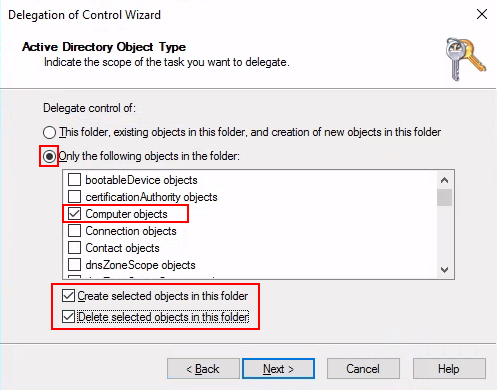 Delegation of Control Wizard
Active Directory Object Type
Indicate the scope of the task you want to delegate.
Delegate control of:
This folder, existing objects in this folder, and creation of new objects in this folder
Only the following objects in the folder:
bootableDevice objects
certificationAuthority objects
Computer objects
Connection objects
Contact objects
dnsZoneScope objects
Create selected objects in this folder
Delete selected objects in this folder
< Back
Next >
Cancel
Help